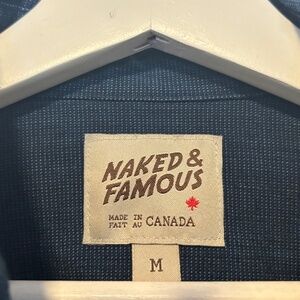 NAKED &
FAMOUS
MADE IN
FAIT AU CANADA
M